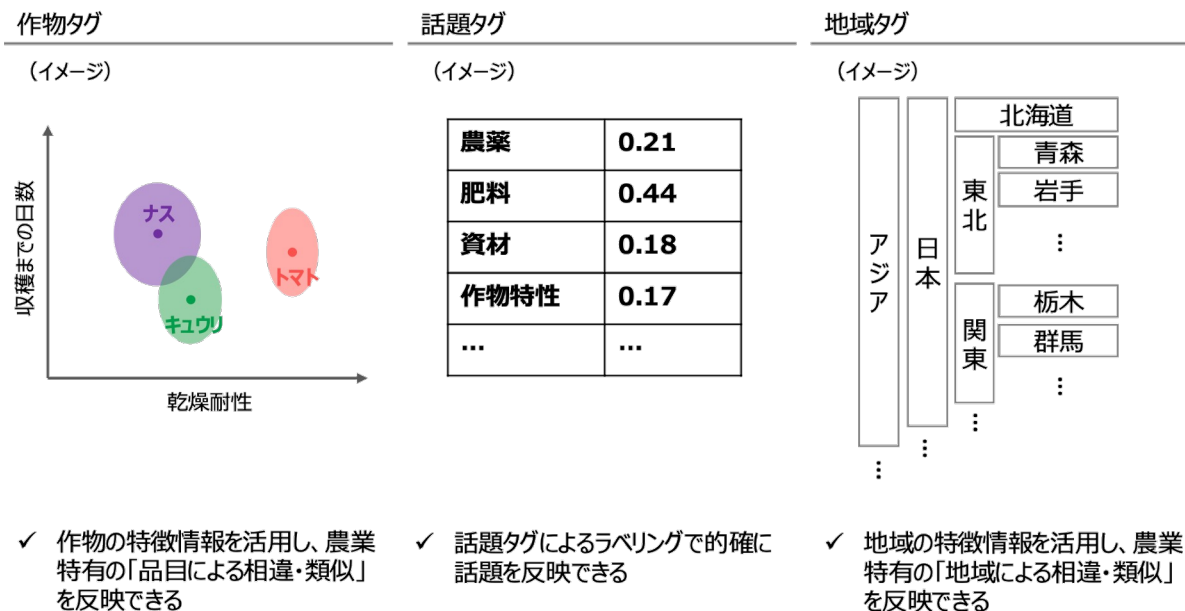 作物タグ
(イメージ)
収穫までの日数
ナス
トマト
キュウリ
乾燥耐性
✓ 作物の特徴情報を活用し、農業
特有の「品目による相違・類似」
を反映できる
話題タグ
(イメージ)
農薬 0.21
肥料 0.44
資材 0.18
作物特性 0.17
... ...
✓ 話題タグによるラベリングで的確に
話題を反映できる
地域タグ
(イメージ)
アジア
日本
北海道
東北
青森
岩手
⋮
関東
栃木
群馬
⋮
⋮
⋮
⋮
✓ 地域の特徴情報を活用し、農業
特有の「地域による相違・類似」
を反映できる